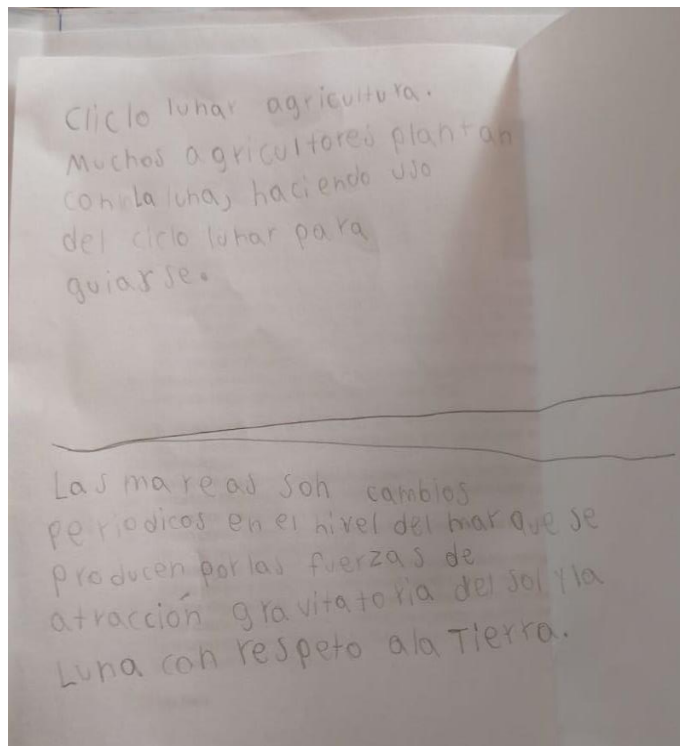 Cliclo lunar agricultura.
Muchos agricultores plantan
con la luna, haciendo uso
del ciclo lunar para
guiarse.
Las mareas son cambios
periodicos en el nivel del mar que se
producen por las fuerzas de
atracción gravitatoria del sol y la
Luna con respeto a la Tierra.